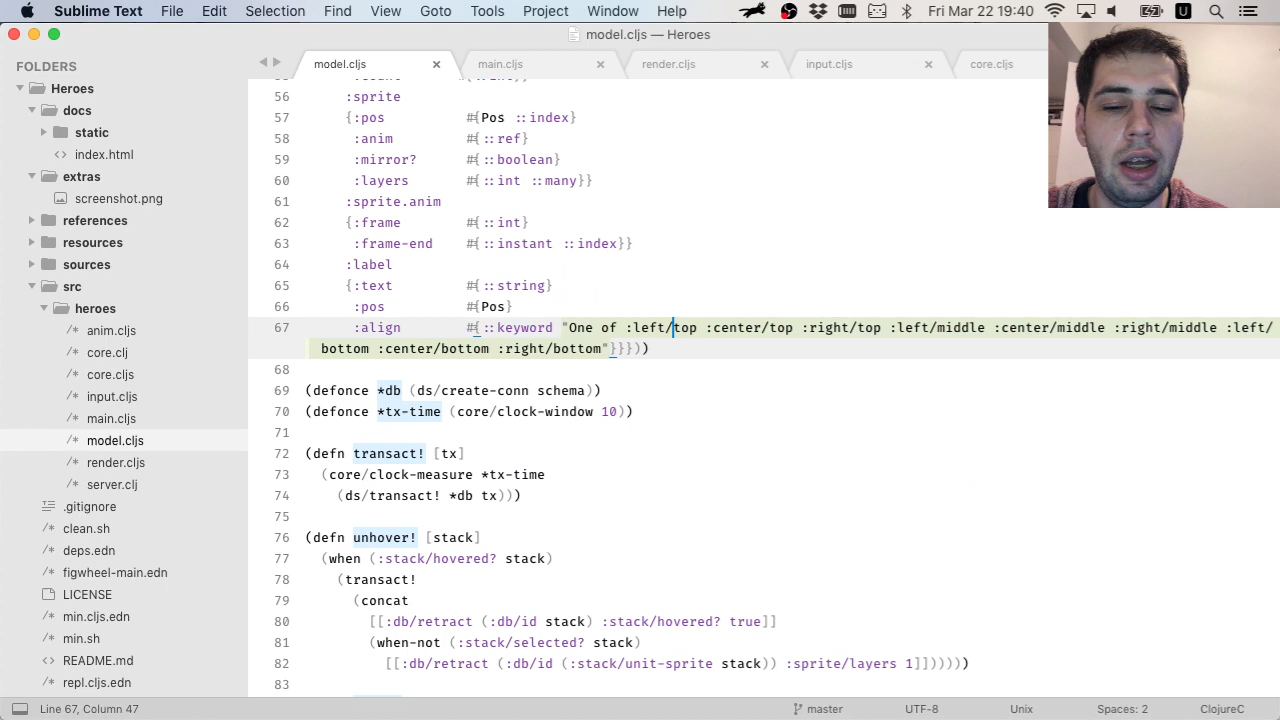 Sublime Text File Edit Selection Find View Goto Tools Project Window Help Fri Mar 22 19:40
model.cljs — Heroes
FOLDERS
Heroes
docs
static
index.html
extras
screenshot.png
references
resources
sources
src
heroes
anim.cljs
core.clj
core.cljs
input.cljs
main.cljs
model.cljs
render.cljs
server.clj
.gitignore
clean.sh
deps.edn
figwheel-main.edn
LICENSE
min.cljs.edn
min.sh
README.md
repl.cljs.edn
model.cljs main.cljs render.cljs input.cljs core.cljs
56 :sprite
57 {:pos #{Pos ::index}
58 :anim #{::ref}
59 :mirror? #{::boolean}
60 :layers #{::int ::many}}
61 :sprite.anim
62 {:frame #{::int}
63 :frame-end #{::instant ::index}}
64 :label
65 {:text #{::string}
66 :pos #{Pos}
67 :align #{::keyword "One of :left/top :center/top :right/top :left/middle :center/middle :right/middle :left/
bottom :center/bottom :right/bottom"}}}))
68
69 (defonce *db (ds/create-conn schema))
70 (defonce *tx-time (core/clock-window 10))
71
72 (defn transact! [tx]
73 (core/clock-measure *tx-time
74 (ds/transact! *db tx)))
75
76 (defn unhover! [stack]
77 (when (:stack/hovered? stack)
78 (transact!
79 (concat
80 [[:db/retract (:db/id stack) :stack/hovered? true]]
81 (when-not (:stack/selected? stack)
82 [[:db/retract (:db/id (:stack/unit-sprite stack)) :sprite/layers 1]])))))
83
Line 67, Column 47 master UTF-8 Unix Spaces: 2 ClojureC